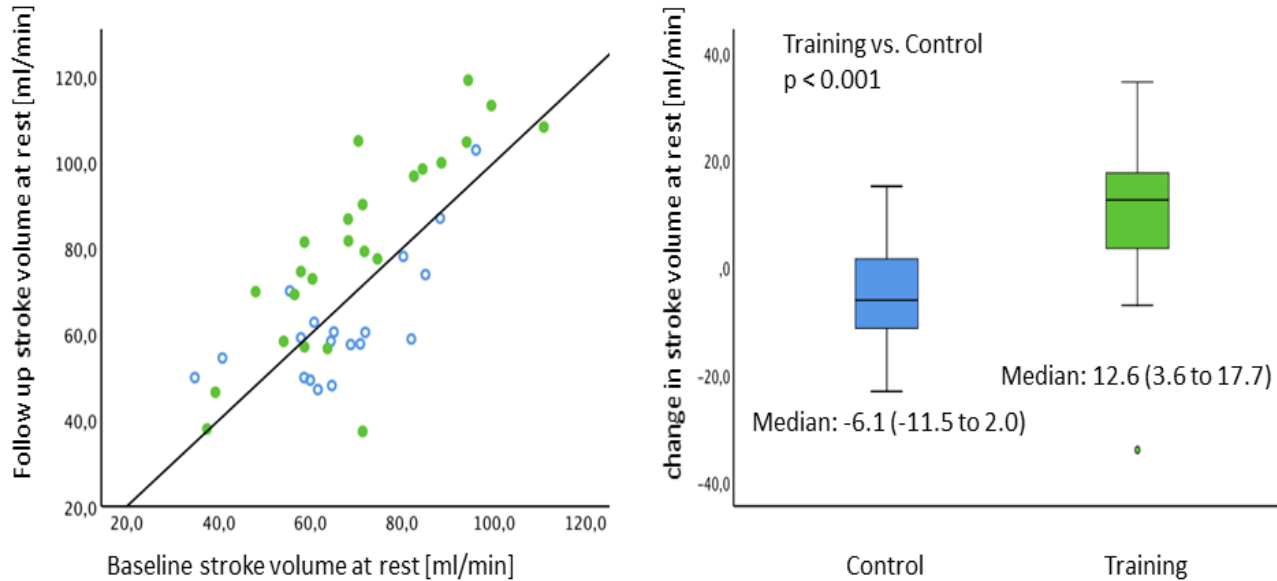 Follow up stroke volume at rest [ml/min]
120,0
100,0
80,0
60,0
40,0
20,0
20,0 40,0 60,0 80,0 100,0 120,0
Baseline stroke volume at rest [ml/min]
change in stroke volume at rest [ml/min]
40,0
20,0
,0
-20,0
-40,0
Training vs. Control
p < 0.001
Median: 12.6 (3.6 to 17.7)
Median: -6.1 (-11.5 to 2.0)
Control Training